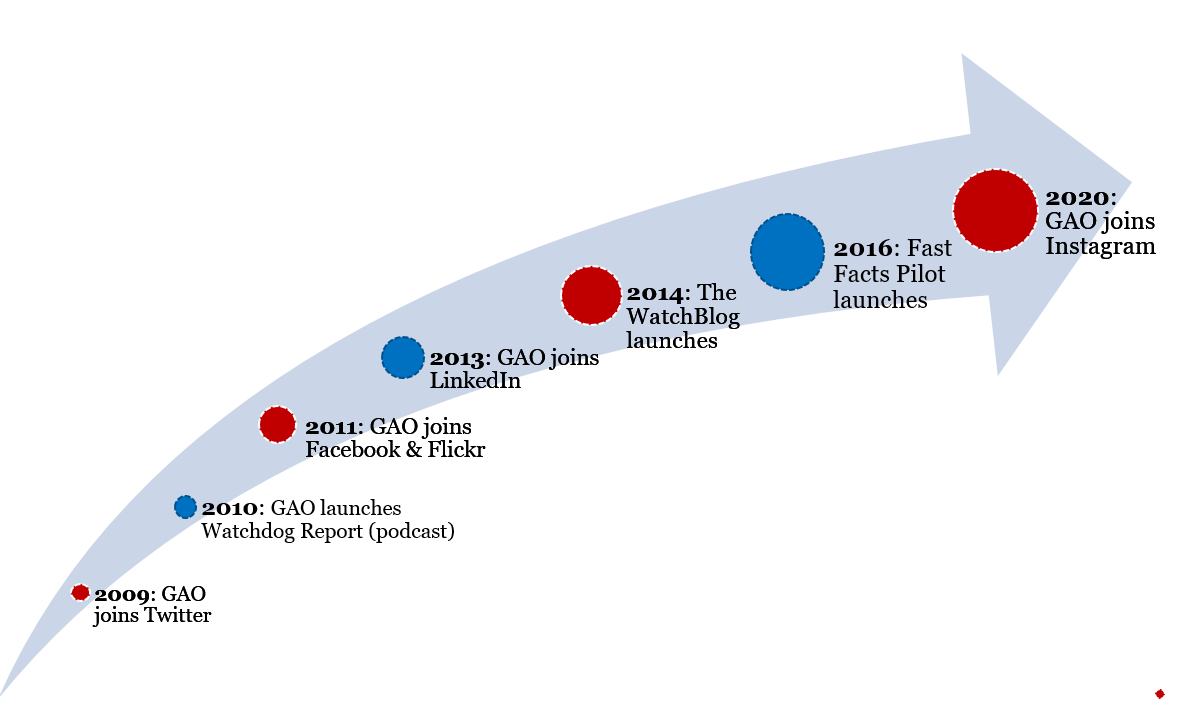 2009: GAO
joins Twitter
2010: GAO launches
Watchdog Report (podcast)
2011: GAO joins
Facebook & Flickr
2013: GAO joins
LinkedIn
2014: The
WatchBlog
launches
2016: Fast
Facts Pilot
launches
2020:
GAO joins
Instagram